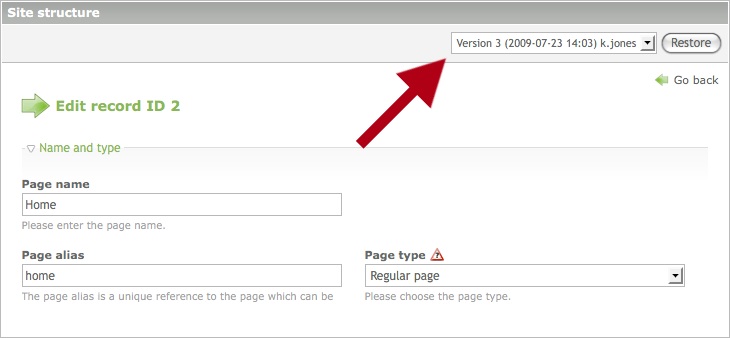 Site structure
Version 3 (2009-07-23 14:03) k.jones
Restore
Go back
Edit record ID 2
Name and type
Page name
Home
Please enter the page name.
Page alias
Page type
home
Regular page
The page alias is a unique reference to the page which can be
Please choose the page type.